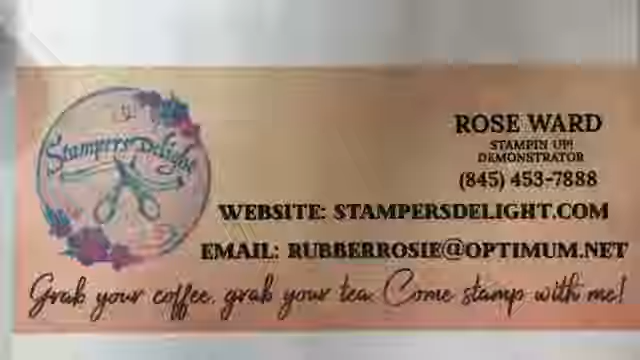 Stampers Delight
ROSE WARD
STAMPIN UP!
DEMONSTRATOR
(845) 453-7888
WEBSITE: STAMPERSDELIGHT.COM
EMAIL: RUBBERROSIE@OPTIMUM.NET
Grab your coffee, grab your tea. Come stamp with me!